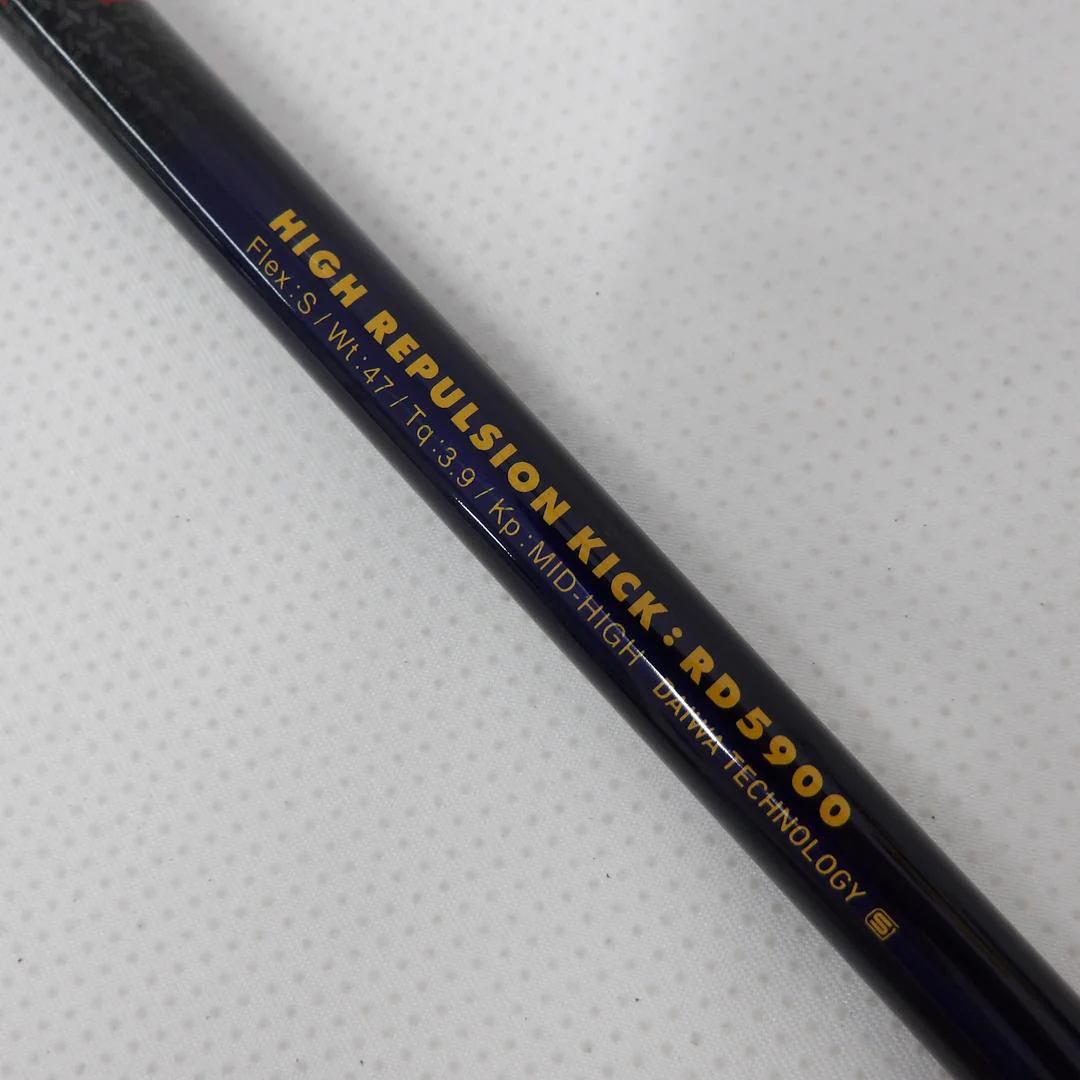 HIGH REPULSION KICK: RD5900
Flex:S / Wt:47 / Tq:3.9 / Kp:MID-HIGH DAIWA TECHNOLOGY S